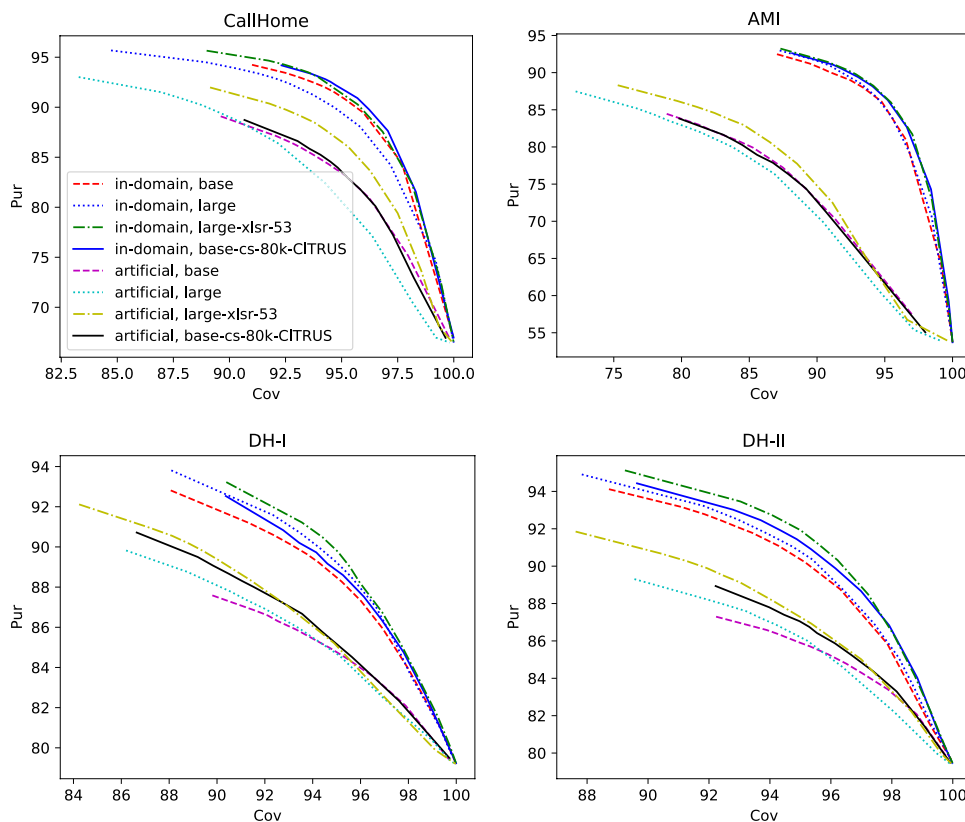 CallHome
Pur
95
90
85
80
75
70
in-domain, base
in-domain, large
in-domain, large-xlsr-53
in-domain, base-cs-80k-ClTRUS
artificial, base
artificial, large
artificial, large-xlsr-53
artificial, base-cs-80k-ClTRUS
82.5 85.0 87.5 90.0 92.5 95.0 97.5 100.0
Cov
AMI
Pur
95
90
85
80
75
70
65
60
55
75 80 85 90 95 100
Cov
DH-I
Pur
94
92
90
88
86
84
82
80
84 86 88 90 92 94 96 98 100
Cov
DH-II
Pur
94
92
90
88
86
84
82
80
88 90 92 94 96 98 100
Cov